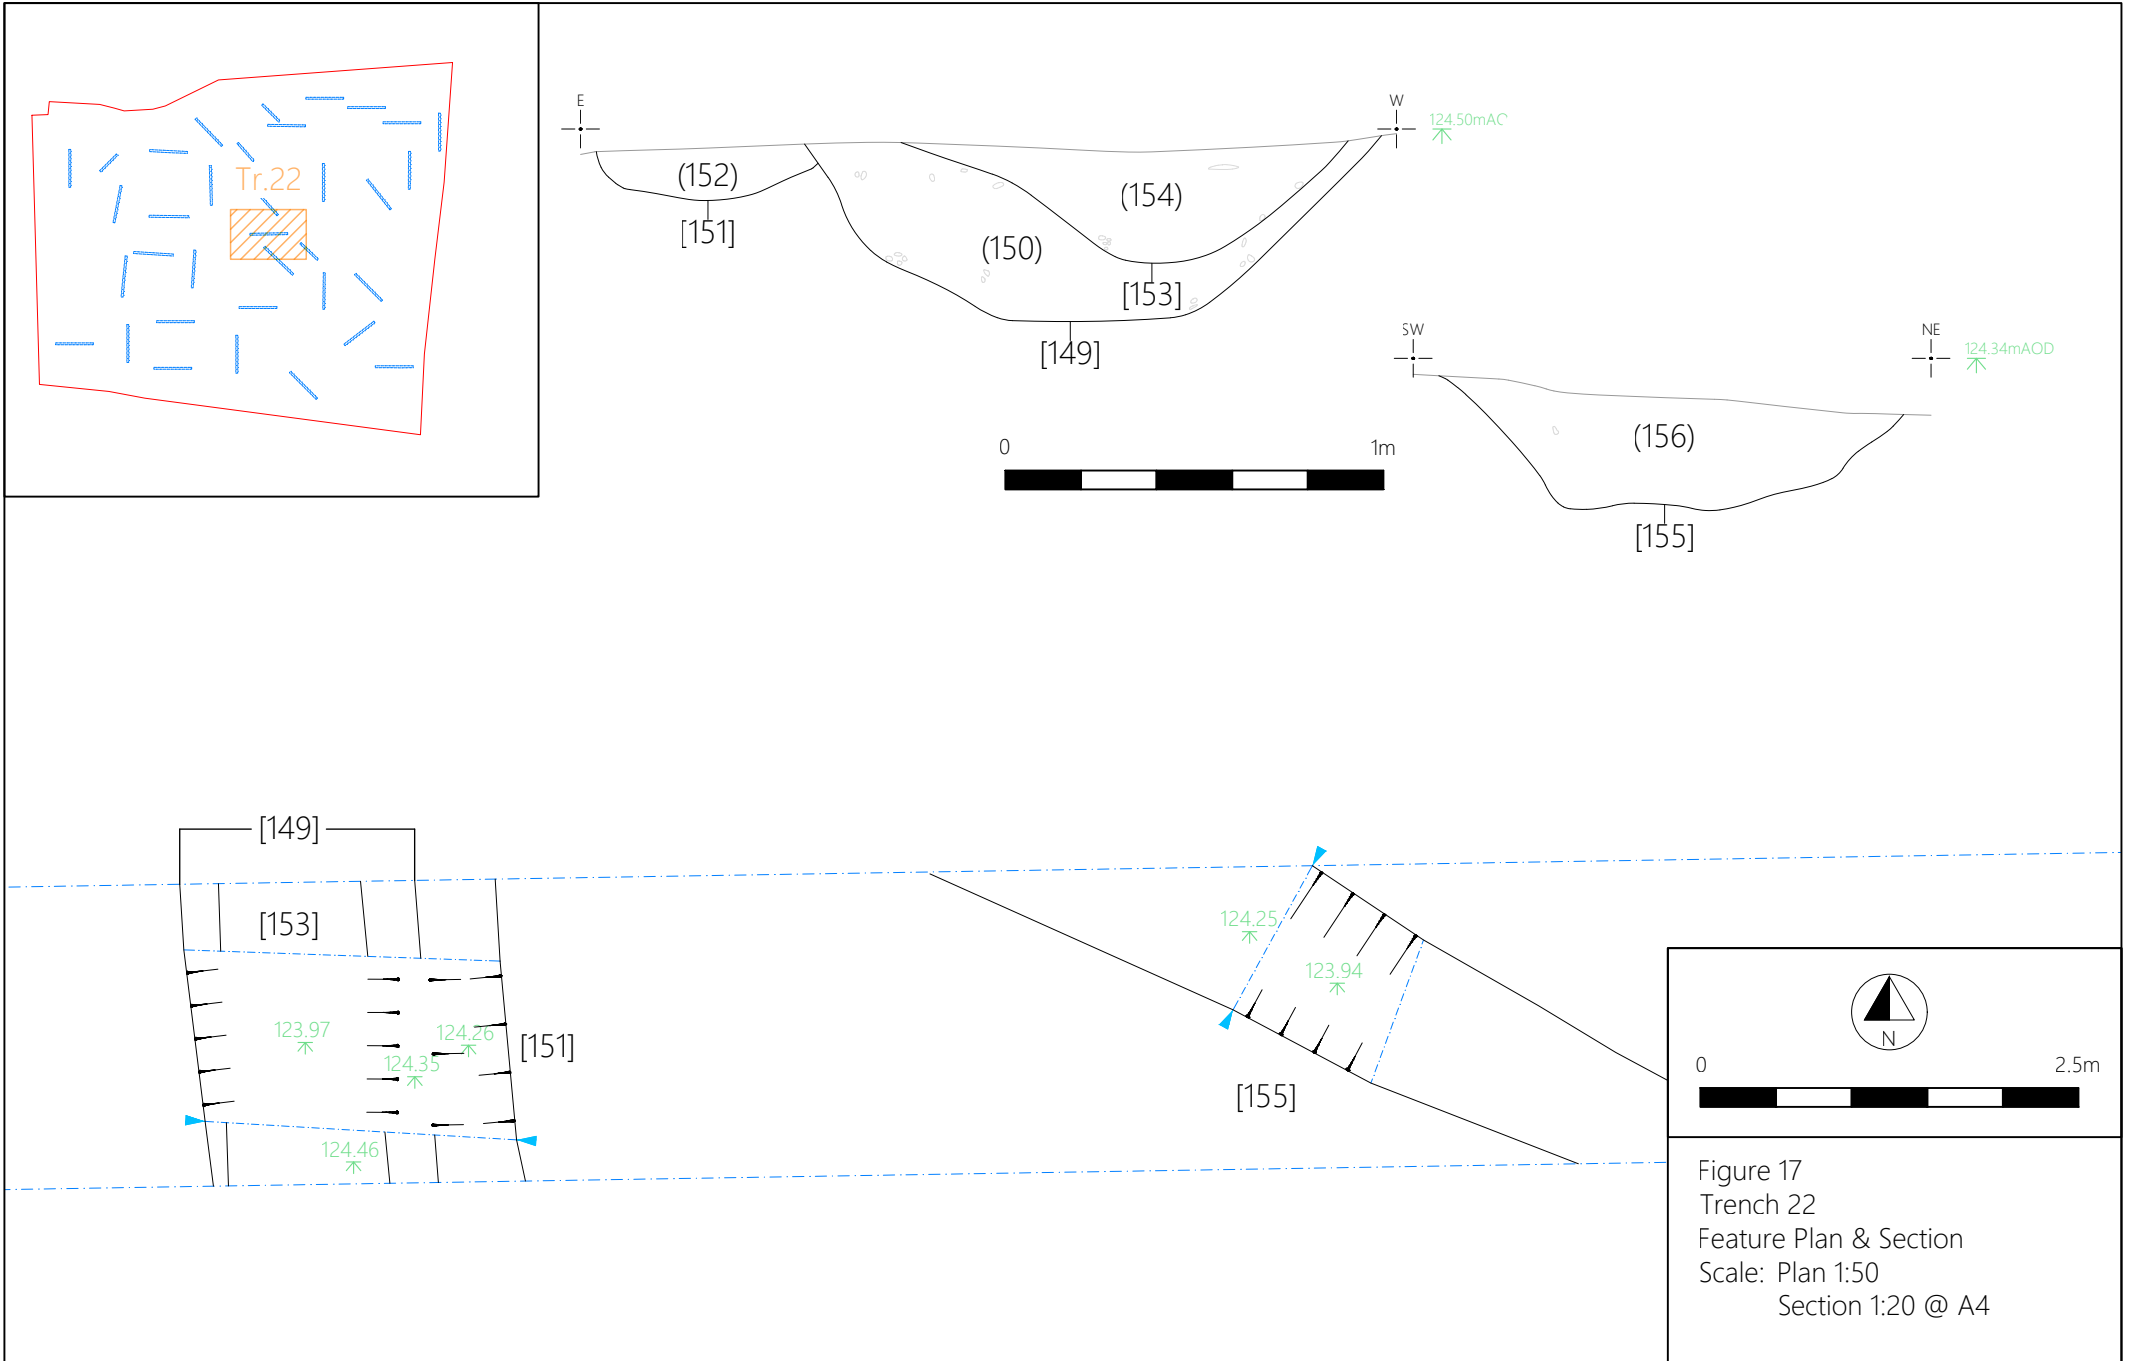 Tr.22
E
W
124.50mAO
(152)
(154)
[151]
(150)
[153]
[149]
SW
NE
124.34mAOD
0
1m
(156)
[155]
[149]
[153]
123.97
124.26
124.35
[151]
124.46
124.25
123.94
[155]
N
0
2.5m
Figure 17
Trench 22
Feature Plan & Section
Scale: Plan 1:50
Section 1:20 @ A4